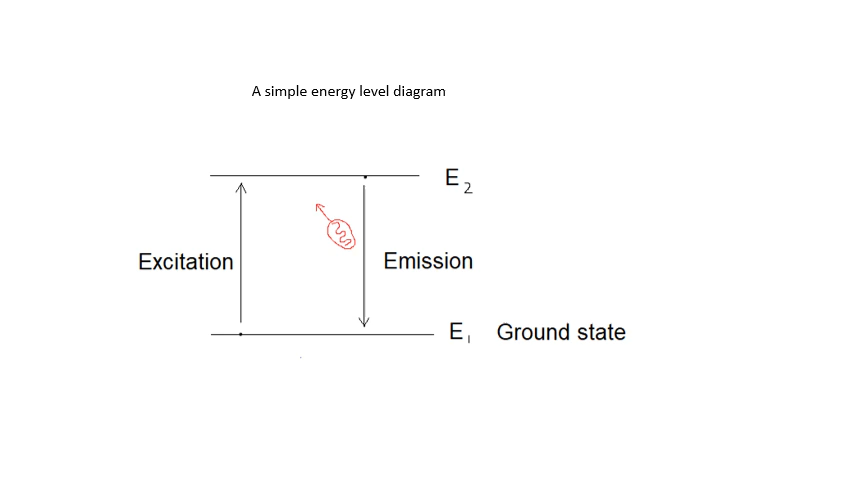 A simple energy level diagram
E2
Excitation
Emission
E1 Ground state